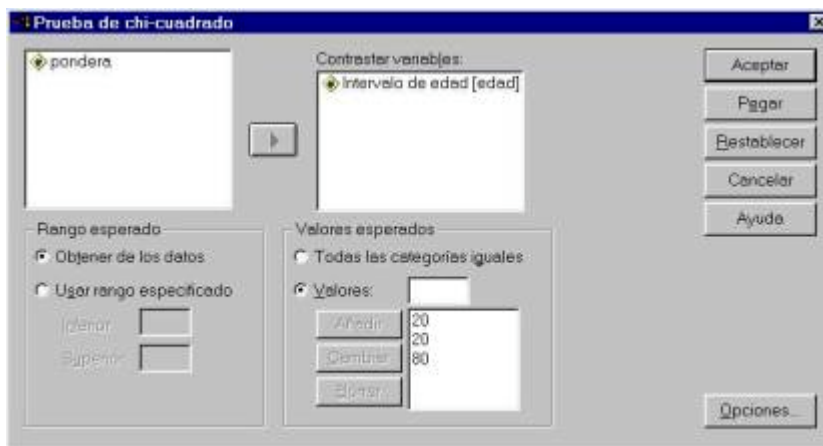 Prueba de chi-cuadrado
pondera
Contrastar variables:
Intervalo de edad [edad]
Aceptar
Pegar
Restablecer
Cancelar
Ayuda
Rango esperado
Obtener de los datos
Usar rango especificado
Inferior
Superior
Valores esperados
Todas las categorías iguales
Valores:
Añadir
Cambiar
Borrar
20
20
80
Opciones...